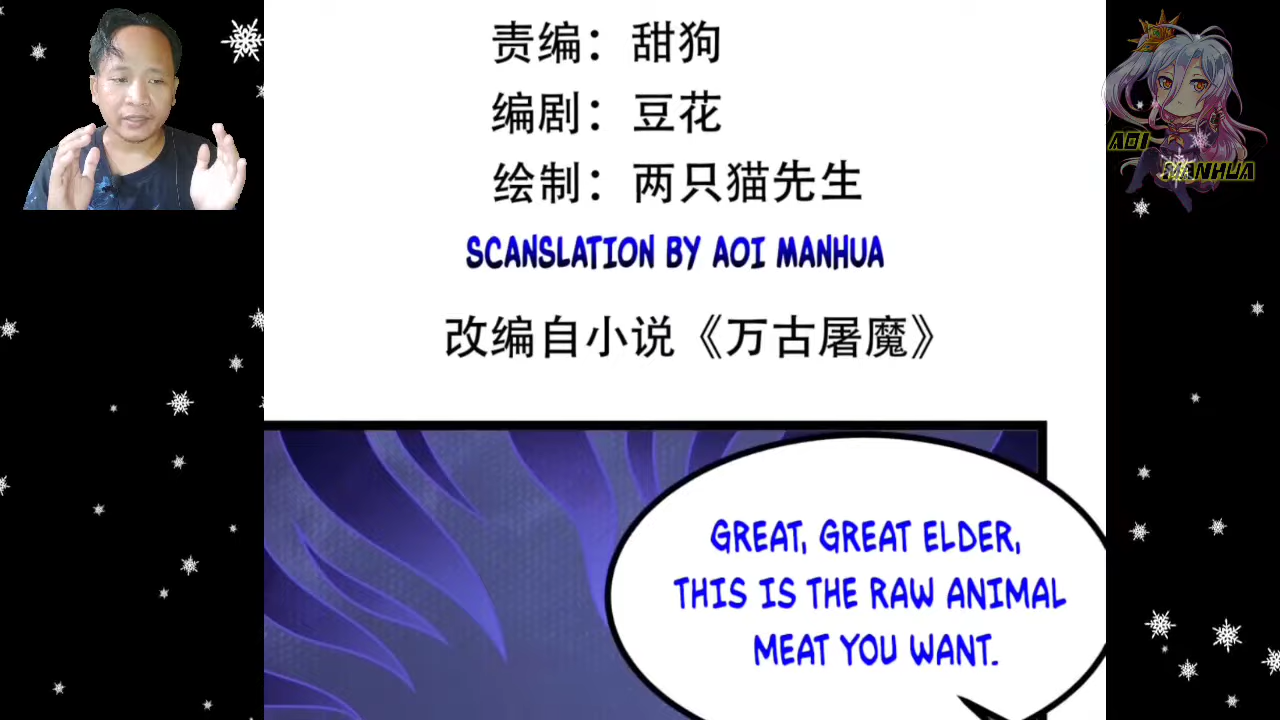 责编：甜狗
编剧：豆花
绘制：两只猫先生
SCANSLATION BY AOI MANHUA
改编自小说《万古屠魔》
GREAT, GREAT ELDER,
THIS IS THE RAW ANIMAL
MEAT YOU WANT.
AOI
MANHUA